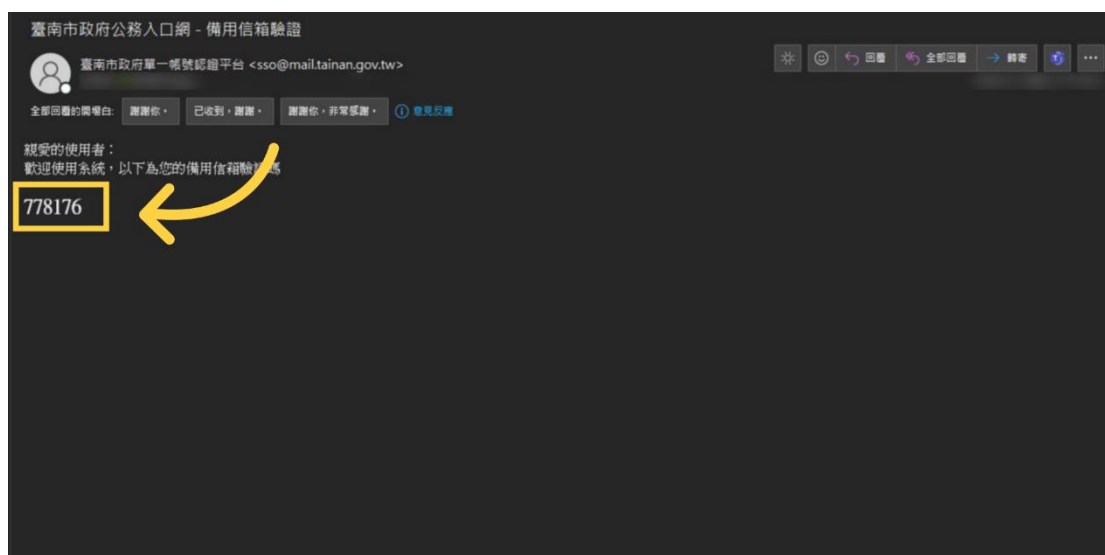 臺南市政府公務入口網 - 備用信箱驗證
臺南市政府單一帳號認證平台 <sso@mail.tainan.gov.tw>
回覆
全部回覆
轉寄
全部回覆的開場白:
謝謝你。
已收到，謝謝。
謝謝你，非常感謝。
意見反應
親愛的使用者：
歡迎使用系統，以下為您的備用信箱驗證碼
778176